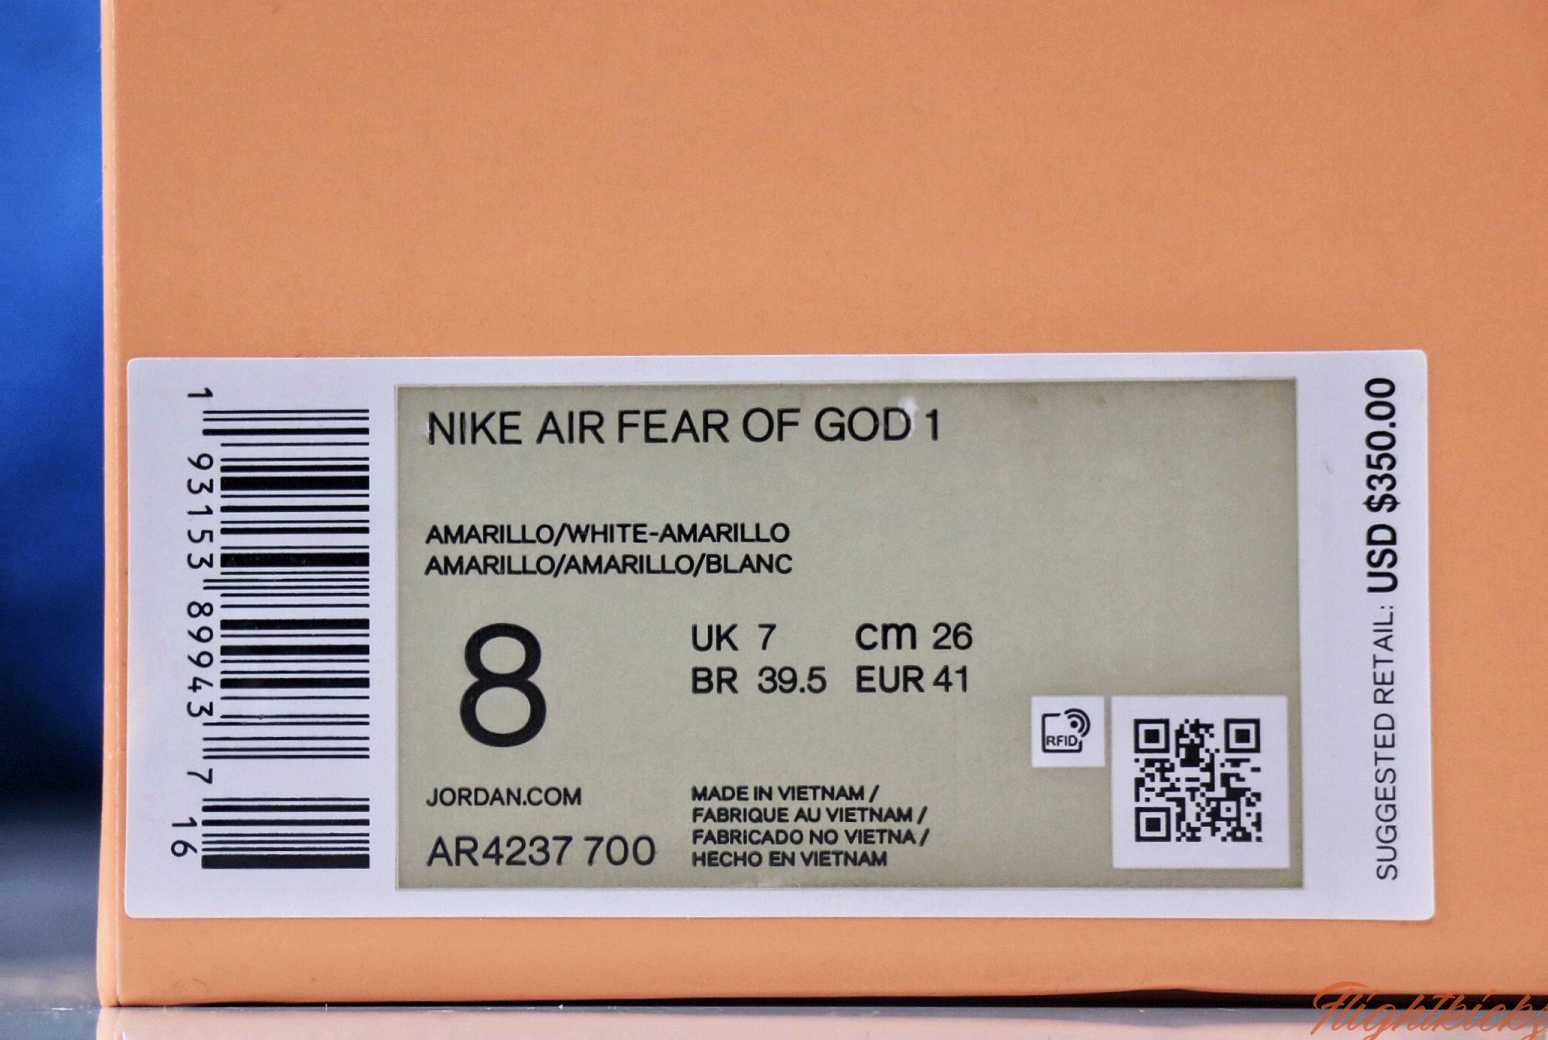 1 93153 89943 7 16
NIKE AIR FEAR OF GOD 1
AMARILLO/WHITE-AMARILLO
AMARILLO/AMARILLO/BLANC
8
UK 7 cm 26
BR 39.5 EUR 41
RFID
JORDAN.COM
AR4237 700
MADE IN VIETNAM /
FABRIQUE AU VIETNAM /
FABRICADO NO VIETNA /
HECHO EN VIETNAM
SUGGESTED RETAIL: USD $350.00
Flightkicks